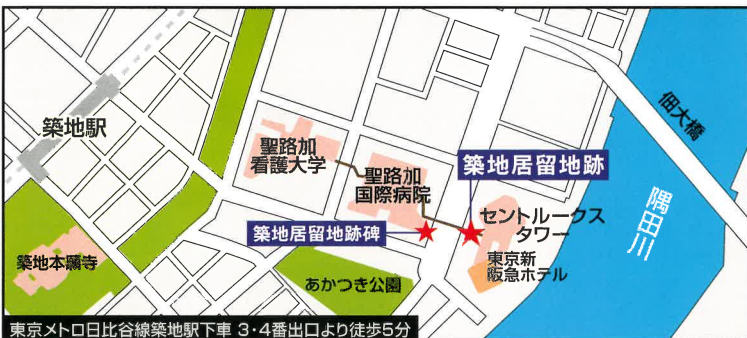 築地駅
聖路加
看護大学
聖路加
国際病院
築地居留地跡
佃大橋
隅田川
築地居留地跡碑
セントルークス
タワー
東京新
阪急ホテル
築地本願寺
あかつき公園
東京メトロ日比谷線築地駅下車 3・4番出口より徒歩5分